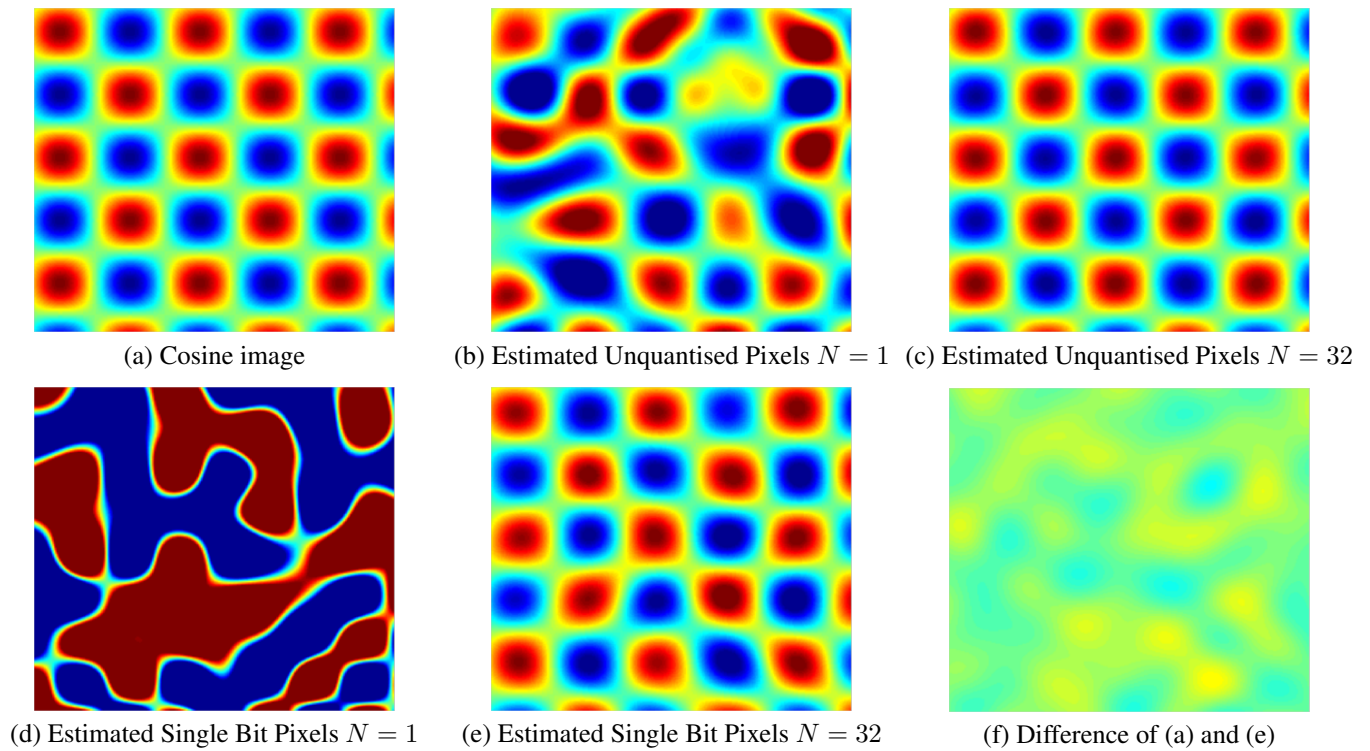 (a) Cosine image
(b) Estimated Unquantised Pixels N = 1
(c) Estimated Unquantised Pixels N = 32
(d) Estimated Single Bit Pixels N = 1
(e) Estimated Single Bit Pixels N = 32
(f) Difference of (a) and (e)